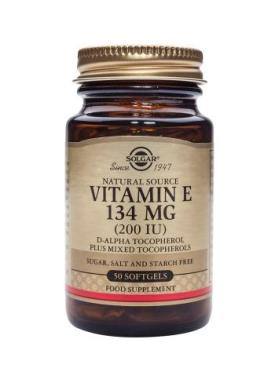 SOLGAR
Since 1947
NATURAL SOURCE
VITAMIN E
134 MG
(200 IU)
D-ALPHA TOCOPHEROL
PLUS MIXED TOCOPHEROLS
SUGAR, SALT AND STARCH FREE
50 SOFTGELS
FOOD SUPPLEMENT